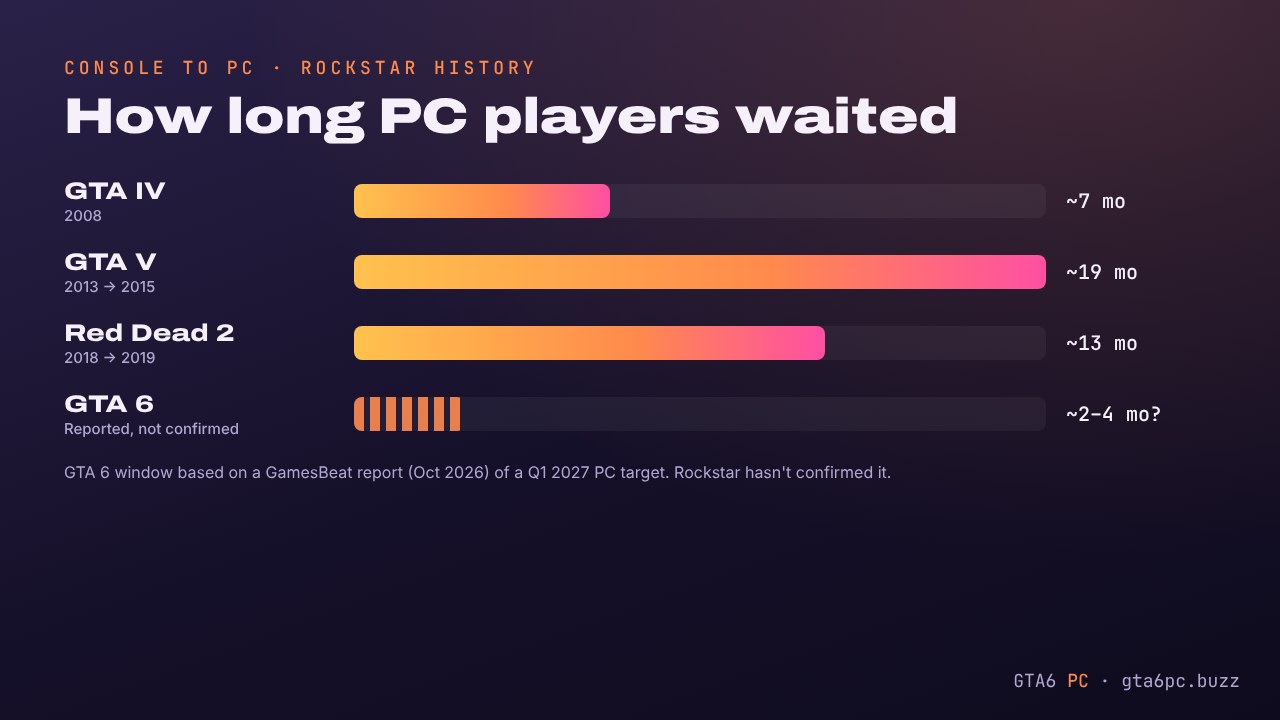 CONSOLE TO PC · ROCKSTAR HISTORY
How long PC players waited
GTA IV
2008
~7 mo
GTA V
2013 → 2015
~19 mo
Red Dead 2
2018 → 2019
~13 mo
GTA 6
Reported, not confirmed
~2–4 mo?
GTA 6 window based on a GamesBeat report (Oct 2026) of a Q1 2027 PC target. Rockstar hasn't confirmed it.
GTA6 PC · gta6pc.buzz